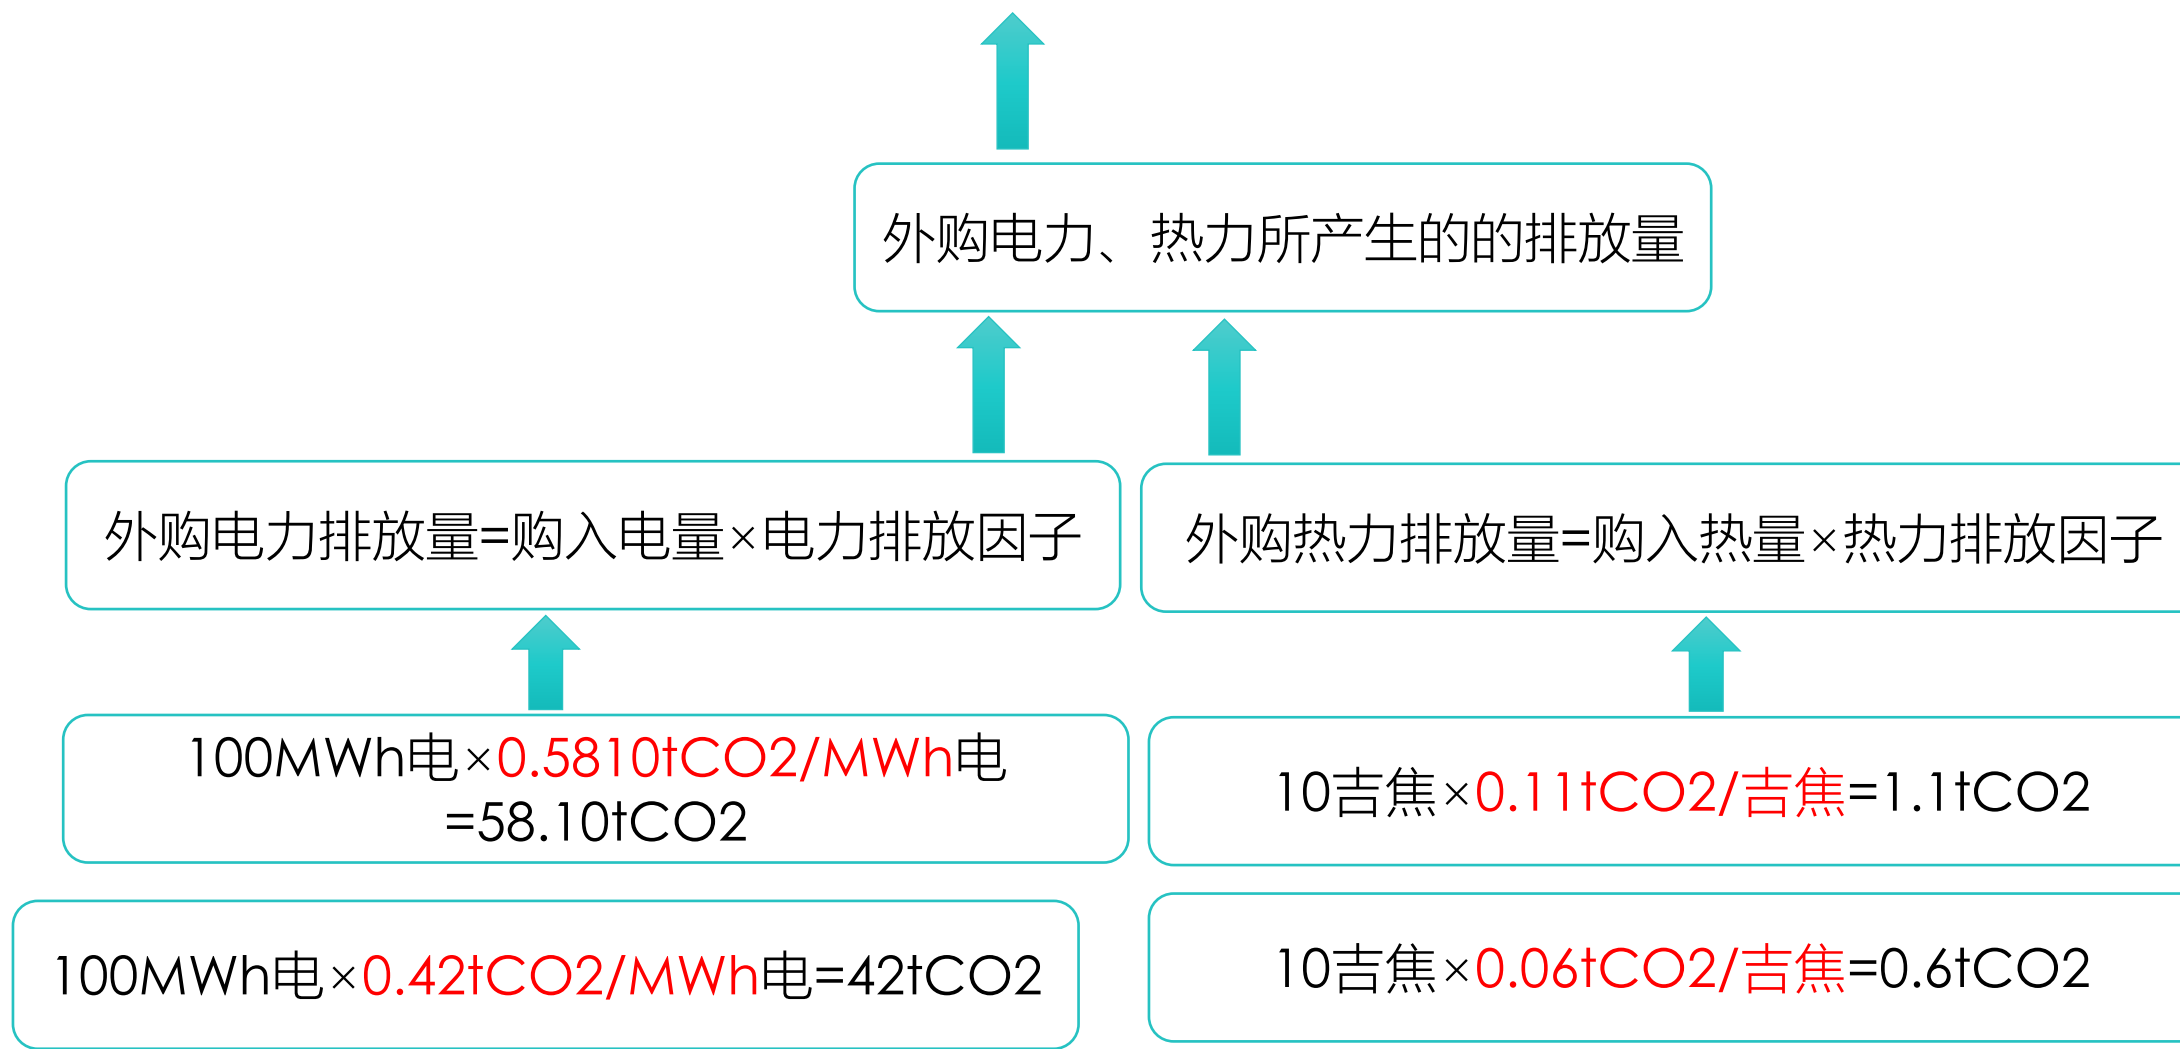 外购电力、热力所产生的的排放量
外购电力排放量=购入电量×电力排放因子
外购热力排放量=购入热量×热力排放因子
100MWh电×0.5810tCO2/MWh电
=58.10tCO2
10吉焦×0.11tCO2/吉焦=1.1tCO2
100MWh电×0.42tCO2/MWh电=42tCO2
10吉焦×0.06tCO2/吉焦=0.6tCO2